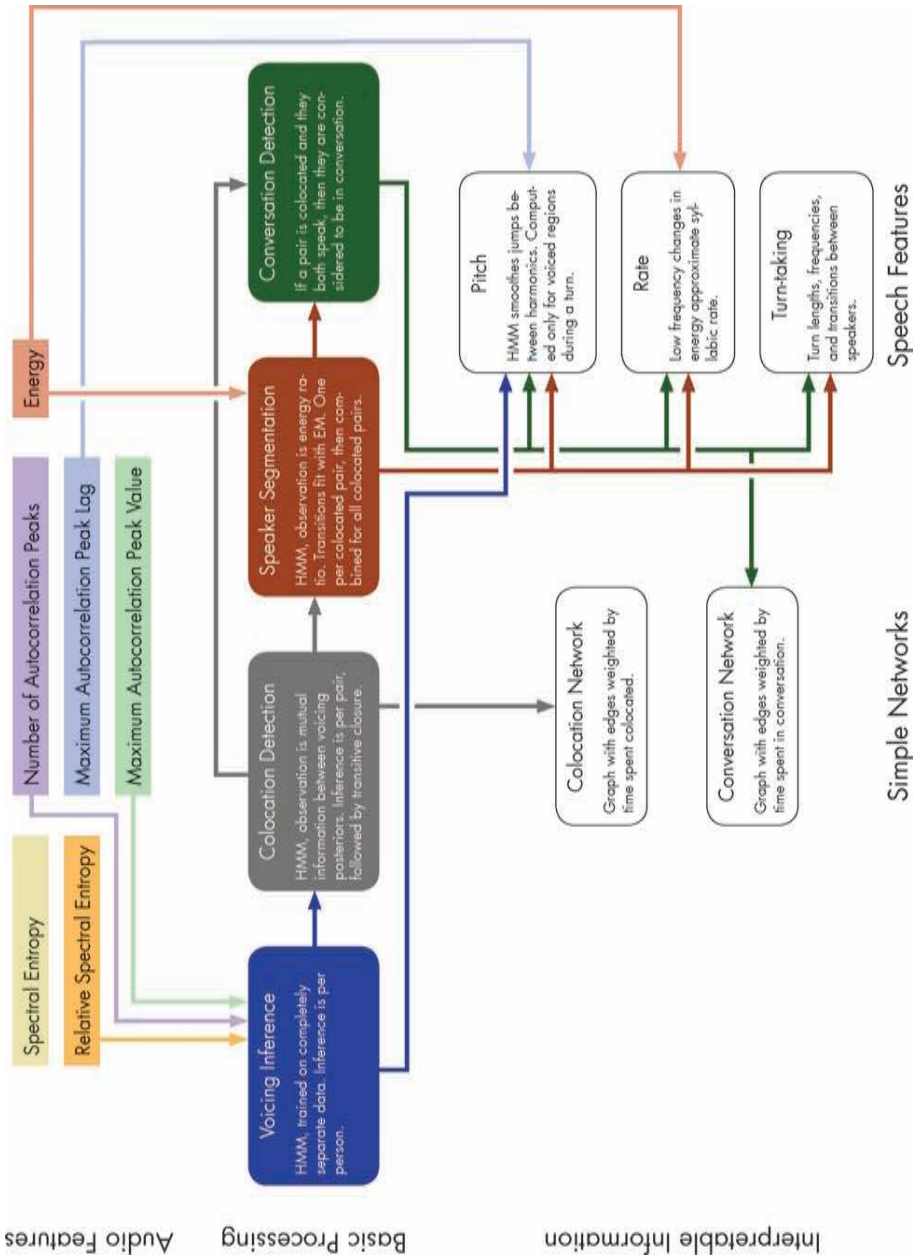 Audio Features
Spectral Entropy
Relative Spectral Entropy
Number of Autocorrelation Peaks
Maximum Autocorrelation Peak Lag
Maximum Autocorrelation Peak Value
Energy
Basic Processing
Voicing Inference
HMM, trained on completely
separate data. Inference is per
person.
Colocation Detection
HMM, observation is mutual
information between voicing
posteriors. Inference is per pair,
followed by transitive closure.
Speaker Segmentation
HMM, observation is energy ra-
tio. Transitions fit with EM. One
per colocated pair, then com-
bined for all colocated pairs.
Conversation Detection
If a pair is colocated and they
both speak, then they are con-
sidered to be in conversation.
Interpretable Information
Colocation Network
Graph with edges weighted by
time spent colocated.
Conversation Network
Graph with edges weighted by
time spent in conversation.
Simple Networks
Pitch
HMM smoothes jumps be-
tween harmonics. Comput-
ed only for voiced regions
during a turn.
Rate
Low frequency changes in
energy approximate syl-
labic rate.
Turn-taking
Turn lengths, frequencies,
and transitions between
speakers.
Speech Features